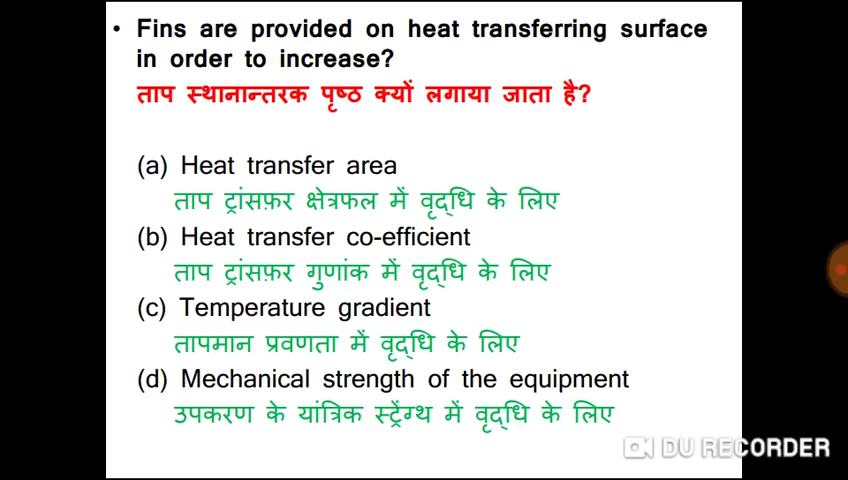 • Fins are provided on heat transferring surface
in order to increase?
ताप स्थानान्तरक पृष्ठ क्यों लगाया जाता है?
(a) Heat transfer area
ताप ट्रांसफ़र क्षेत्रफल में वृद्धि के लिए
(b) Heat transfer co-efficient
ताप ट्रांसफ़र गुणांक में वृद्धि के लिए
(c) Temperature gradient
तापमान प्रवणता में वृद्धि के लिए
(d) Mechanical strength of the equipment
उपकरण के यांत्रिक स्ट्रेंग्थ में वृद्धि के लिए
DU RECORDER